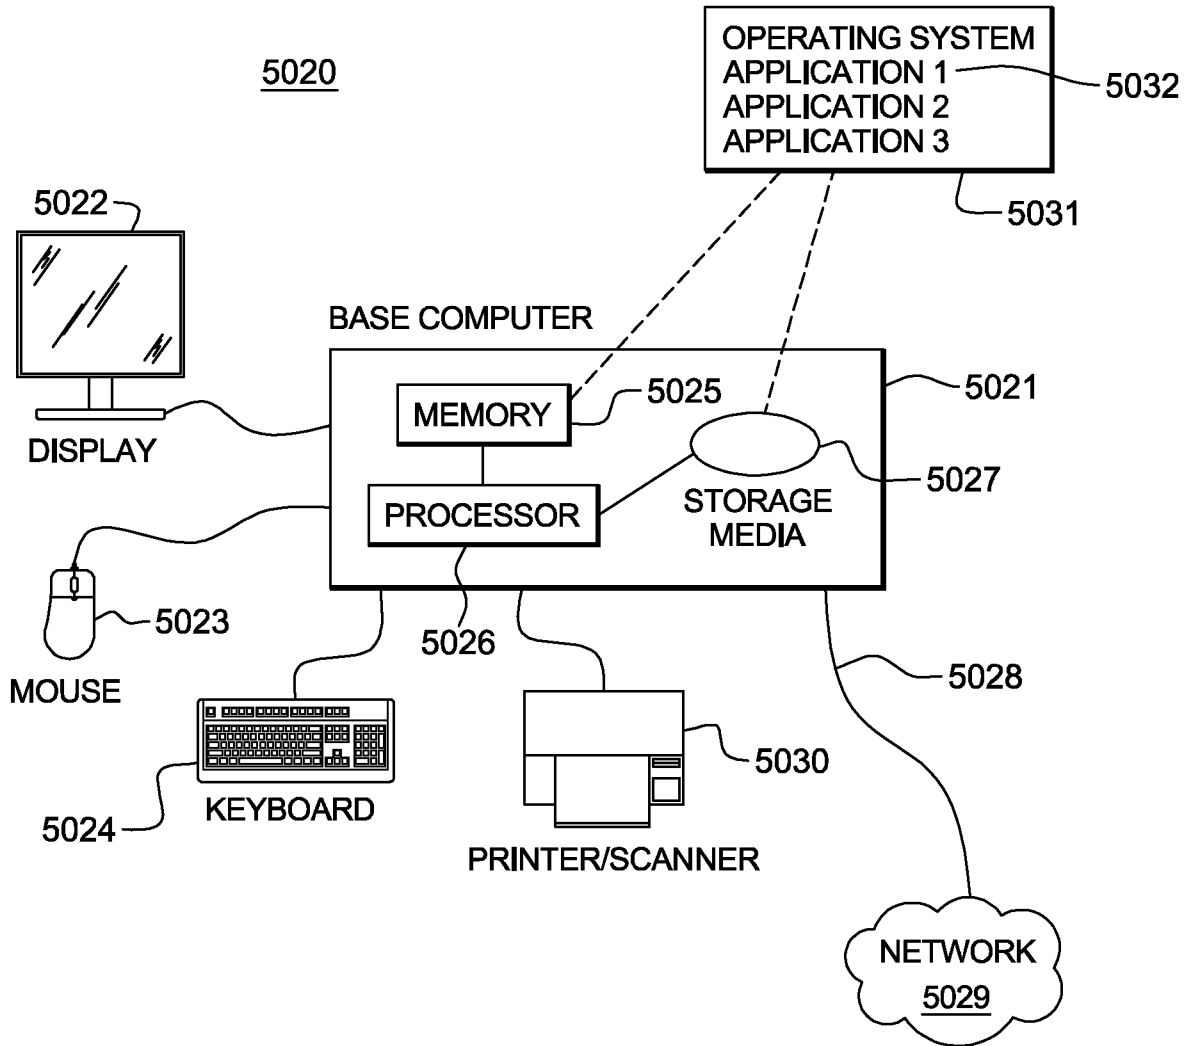 5020
OPERATING SYSTEM
APPLICATION 1
APPLICATION 2
APPLICATION 3
5032
5031
5022
DISPLAY
BASE COMPUTER
5021
MEMORY
5025
PROCESSOR
5026
STORAGE
MEDIA
5027
5023
MOUSE
5024
KEYBOARD
5030
PRINTER/SCANNER
5028
NETWORK
5029